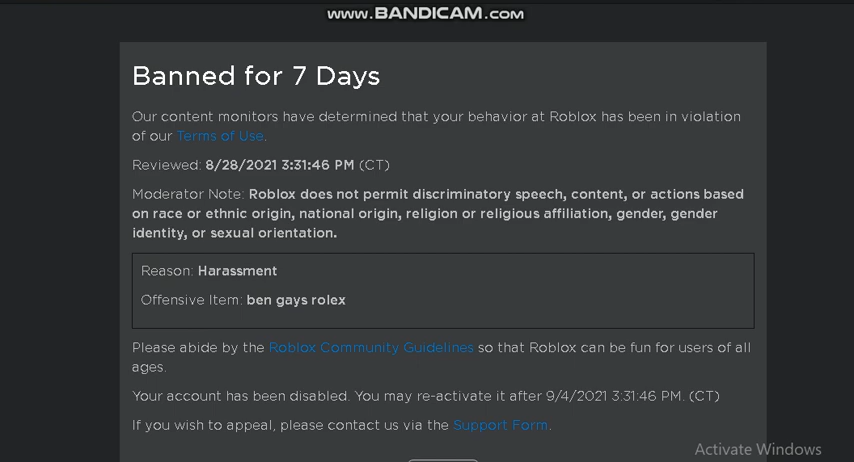 www.BANDICAM.com
Banned for 7 Days
Our content monitors have determined that your behavior at Roblox has been in violation
of our Terms of Use.
Reviewed: 8/28/2021 3:31:46 PM (CT)
Moderator Note: Roblox does not permit discriminatory speech, content, or actions based
on race or ethnic origin, national origin, religion or religious affiliation, gender, gender
identity, or sexual orientation.
Reason: Harassment
Offensive Item: ben gays rolex
Please abide by the Roblox Community Guidelines so that Roblox can be fun for users of all
ages.
Your account has been disabled. You may re-activate it after 9/4/2021 3:31:46 PM. (CT)
If you wish to appeal, please contact us via the Support Form.
Activate Windows